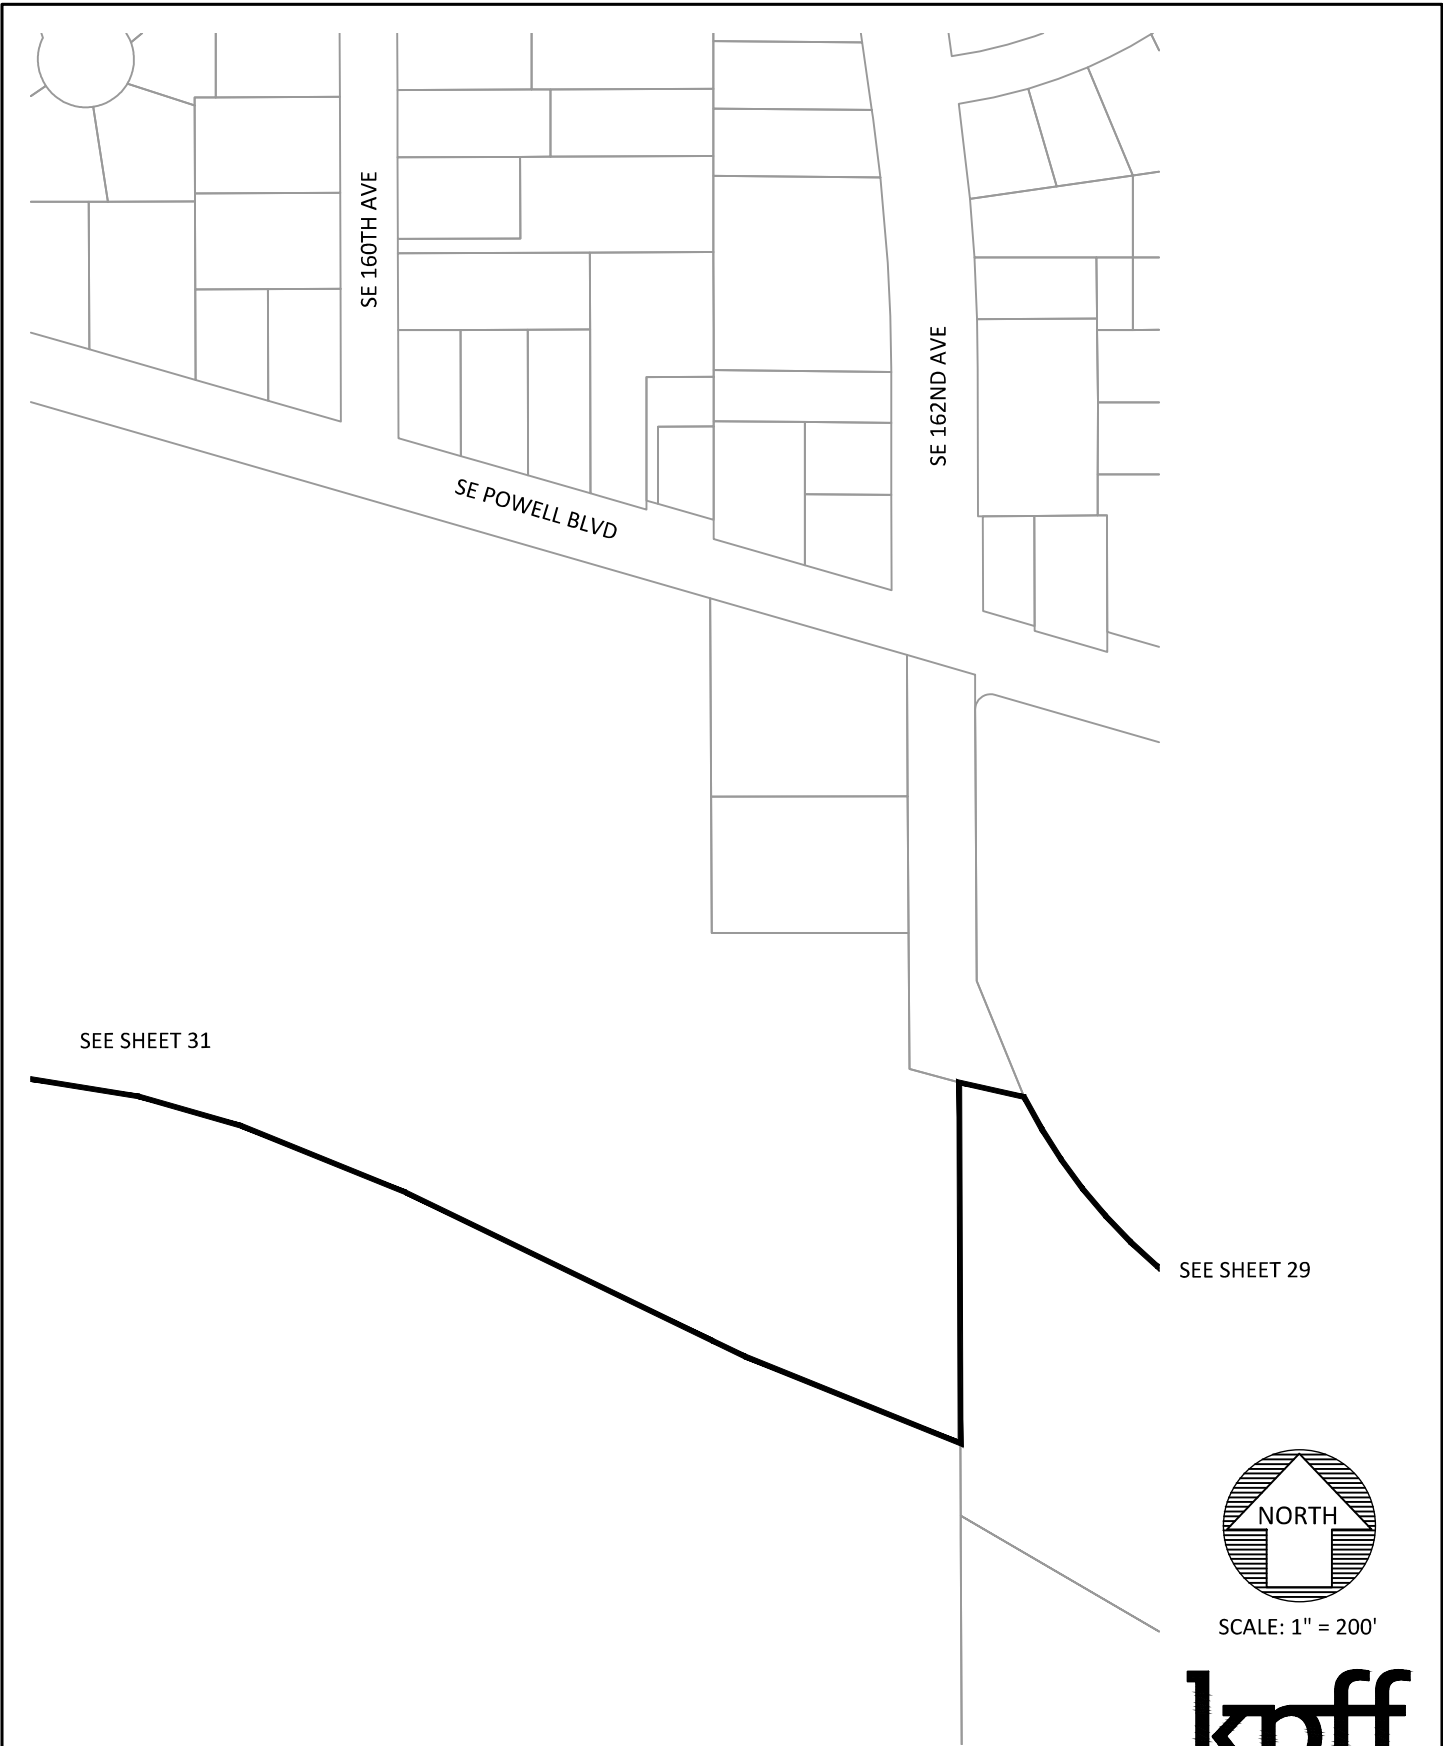 SE 160TH AVE
SE 162ND AVE
SE POWELL BLVD
SEE SHEET 31
SEE SHEET 29
NORTH
SCALE: 1" = 200'
kpff